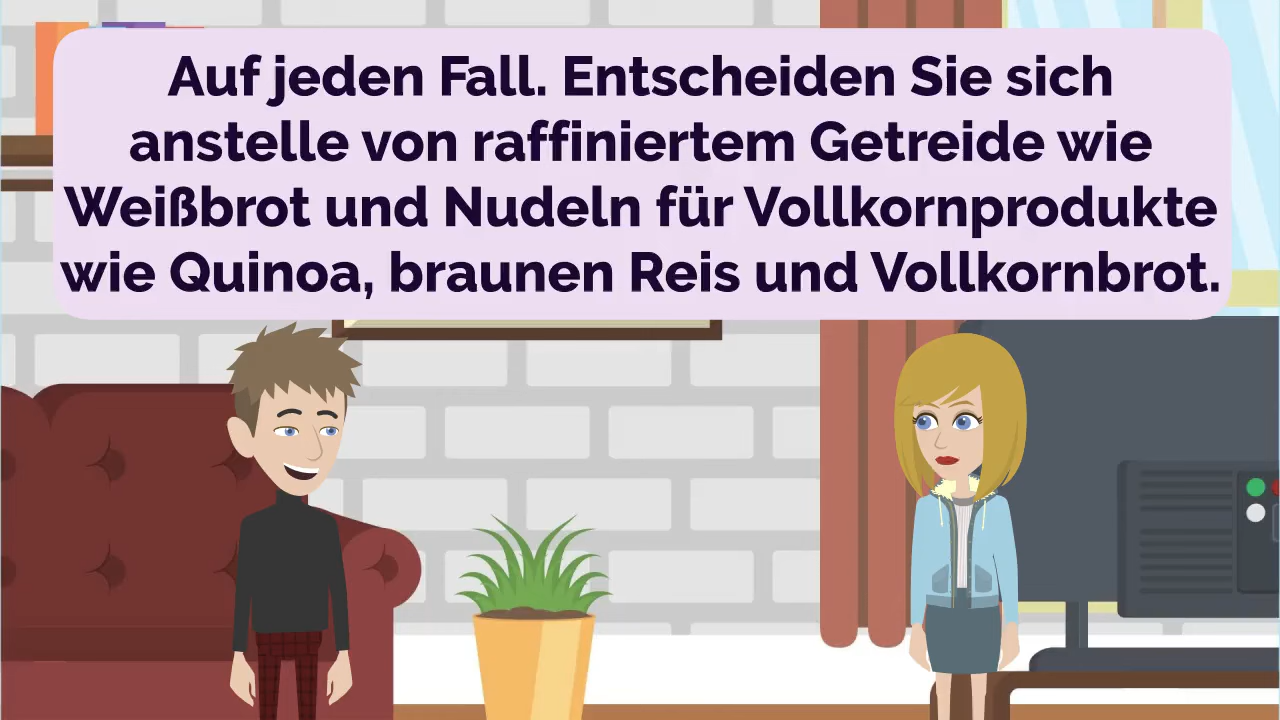 Auf jeden Fall. Entscheiden Sie sich
anstelle von raffiniertem Getreide wie
Weißbrot und Nudeln für Vollkornprodukte
wie Quinoa, braunen Reis und Vollkornbrot.